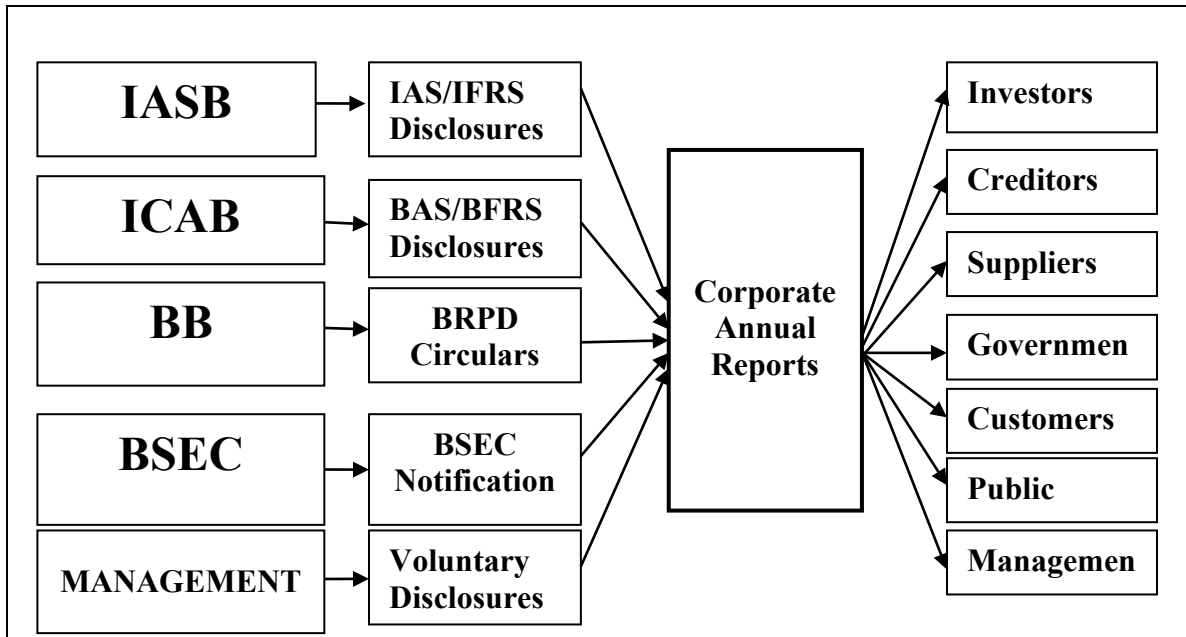 IASB
IAS/IFRS
Disclosures
ICAB
BAS/BFRS
Disclosures
BB
BRPD
Circulars
BSEC
BSEC
Notification
MANAGEMENT
Voluntary
Disclosures
Corporate
Annual
Reports
Investors
Creditors
Suppliers
Governmen
Customers
Public
Managemen